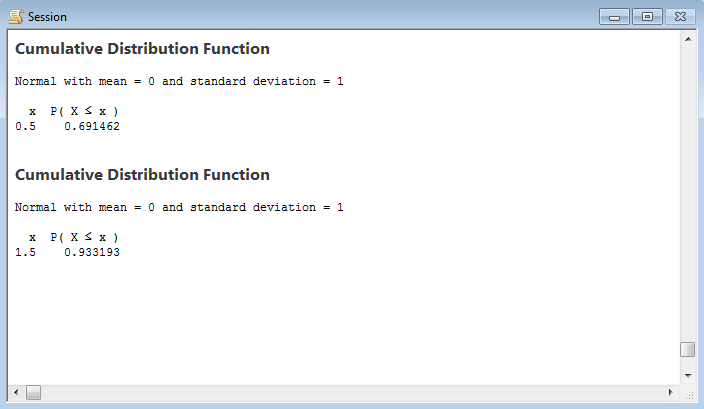 Session
Cumulative Distribution Function
Normal with mean = 0 and standard deviation = 1
x P( X ≤ x )
0.5 0.691462
Cumulative Distribution Function
Normal with mean = 0 and standard deviation = 1
x P( X ≤ x )
1.5 0.933193